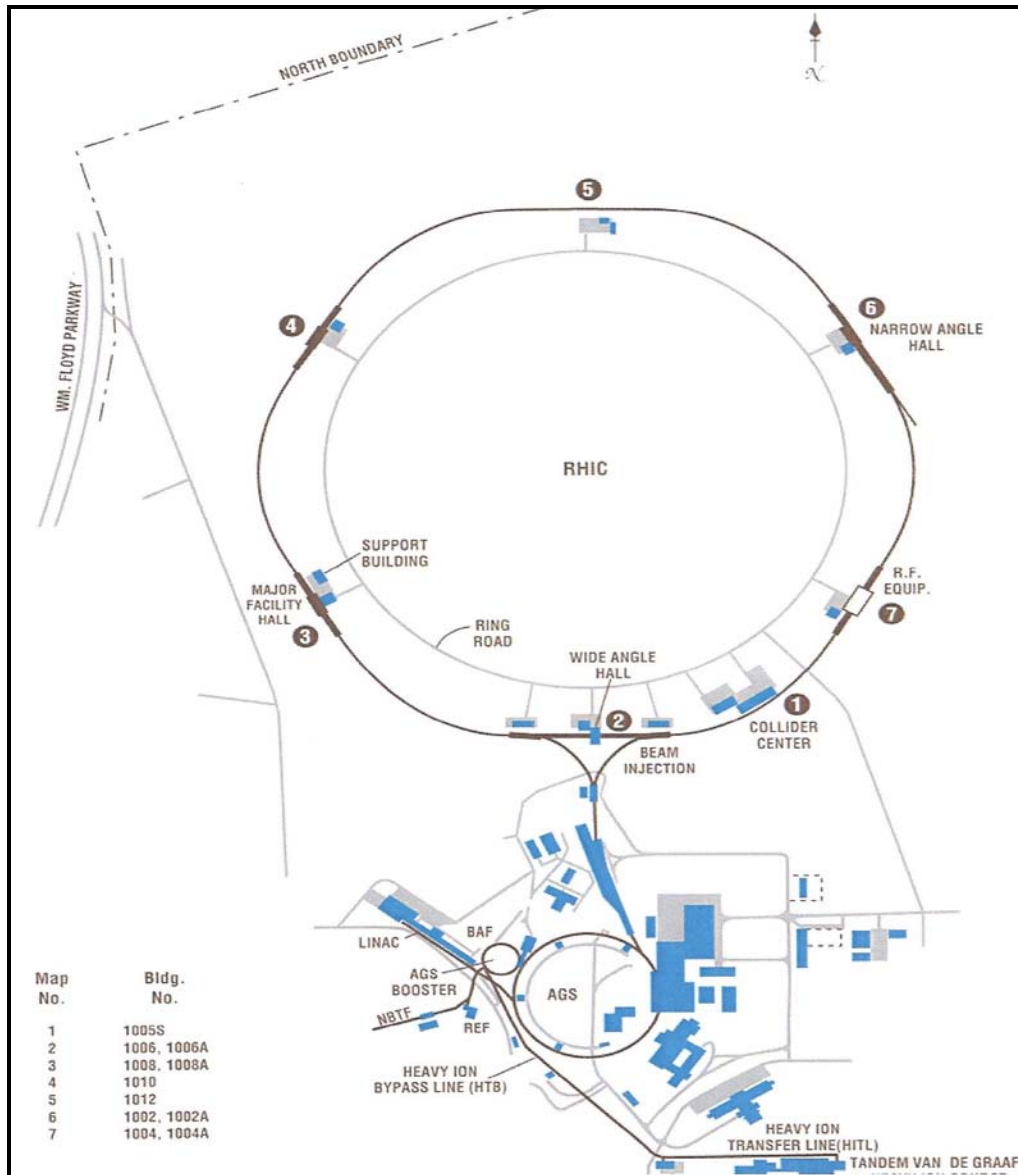 NORTH BOUNDARY
N
5
WM. FLOYD PARKWAY
4
6
NARROW ANGLE
HALL
RHIC
SUPPORT
BUILDING
MAJOR
FACILITY
HALL
3
R.F.
EQUIP.
7
RING
ROAD
WIDE ANGLE
HALL
2
1
COLLIDER
CENTER
BEAM
INJECTION
LINAC
BAF
AGS
BOOSTER
AGS
NBTF
REF
HEAVY ION
BYPASS LINE (HTB)
HEAVY ION
TRANSFER LINE(HITL)
TANDEM VAN DE GRAAF
Map Bldg.
No. No.
1 1005S
2 1006, 1006A
3 1008, 1008A
4 1010
5 1012
6 1002, 1002A
7 1004, 1004A